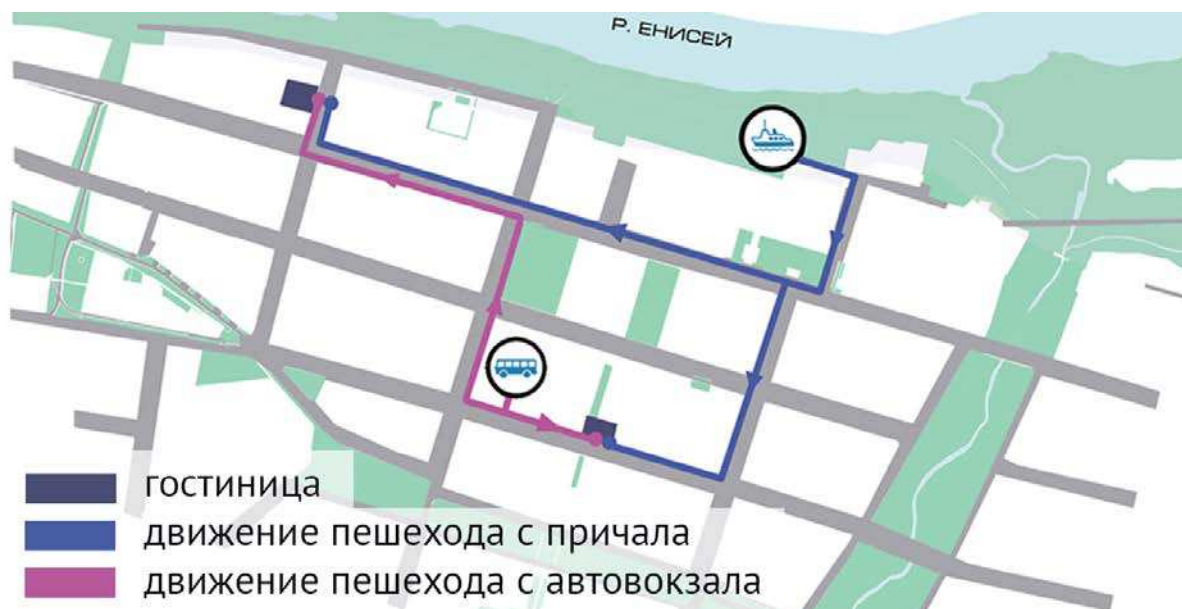 Р. ЕНИСЕЙ
гостиница
движение пешехода с причала
движение пешехода с автовокзала